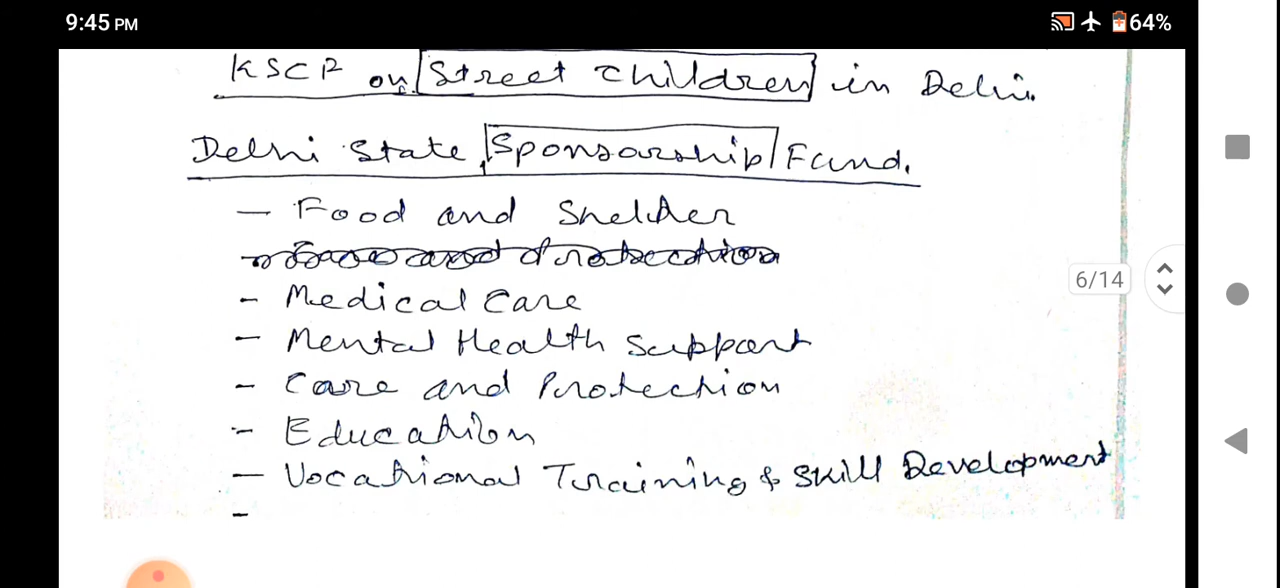 9:45 PM 64%
KSCF on Street Children in Delhi.
Delhi State Sponsorship Fund.
— Food and Shelter
- Medical Care
- Mental Health Support
- Care and Protection
- Education
— Vocational Training & Skill Development
-
6/14